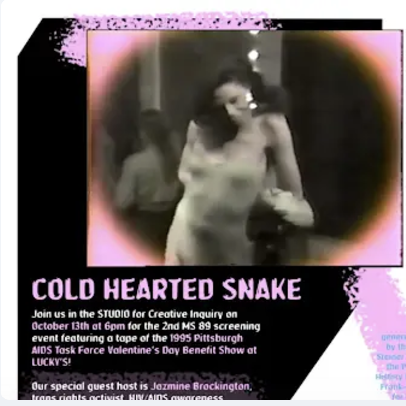 COLD HEARTED SNAKE
Join us in the STUDIO for Creative Inquiry on
October 13th at 6pm for the 2nd MS 89 screening
event featuring a tape of the 1995 Pittsburgh
AIDS Task Force Valentine's Day Benefit Show at
LUCKY'S!
Our special guest host is Jazmine Brockington,
trans rights activist, HIV/AIDS awareness